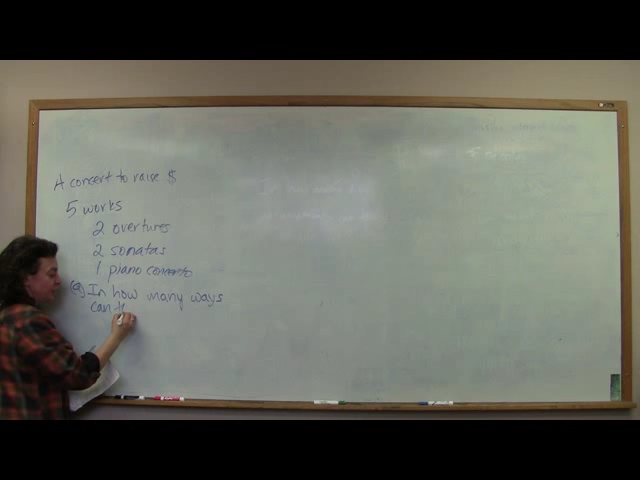 A concert to raise $
5 works
2 overtures
2 sonatas
1 piano concerto
(a) In how many ways
can t